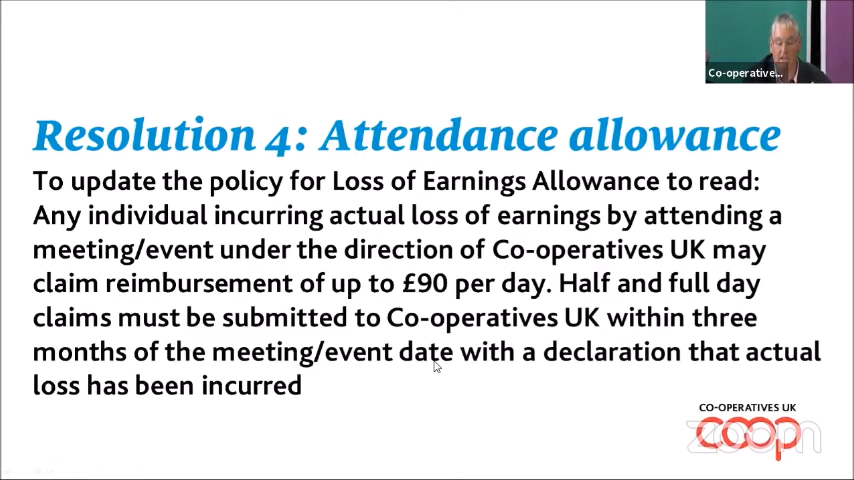 Co-operative...
Resolution 4: Attendance allowance
To update the policy for Loss of Earnings Allowance to read:
Any individual incurring actual loss of earnings by attending a
meeting/event under the direction of Co-operatives UK may
claim reimbursement of up to £90 per day. Half and full day
claims must be submitted to Co-operatives UK within three
months of the meeting/event date with a declaration that actual
loss has been incurred
CO-OPERATIVES UK
coop
zoom